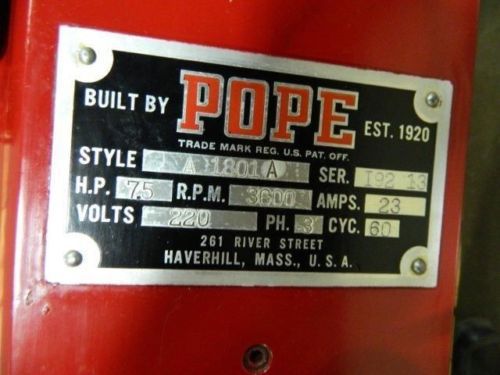 BUILT BY POPE EST. 1920
TRADE MARK REG. U.S. PAT. OFF.
STYLE A 1801 A SER. I92 13
H.P. 7.5 R.P.M. 3600 AMPS. 23
VOLTS 220 PH. 3 CYC. 60
261 RIVER STREET
HAVERHILL, MASS., U.S.A.